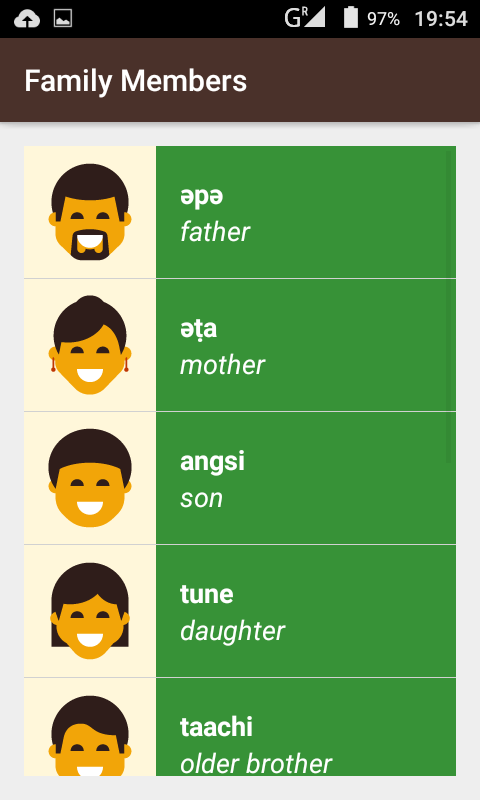 G R 97% 19:54
Family Members
əpə
father
əṭa
mother
angsi
son
tune
daughter
taachi
older brother